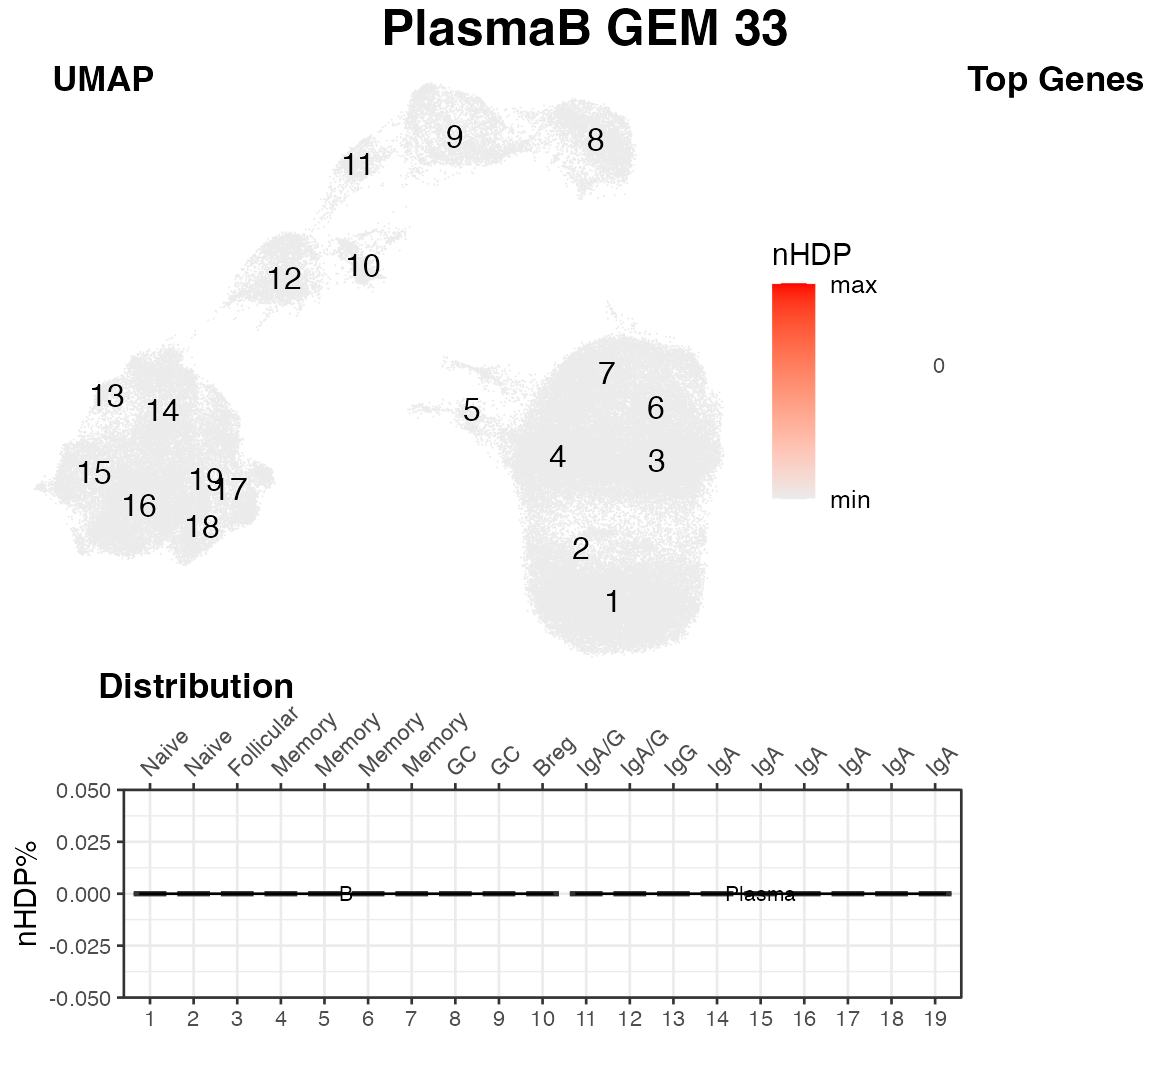 PlasmaB GEM 33
UMAP
Top Genes
9
8
11
12
10
nHDP
max
min
0
7
13
14
5
6
4
3
15
19
17
16
18
2
1
Distribution
Naive
Naive
Follicular
Memory
Memory
Memory
Memory
GC
GC
Breg
IgA/G
IgA/G
IgG
IgA
IgA
IgA
IgA
IgA
IgA
nHDP%
0.050
0.025
0.000
-0.025
-0.050
B
Plasma
1 2 3 4 5 6 7 8 9 10 11 12 13 14 15 16 17 18 19